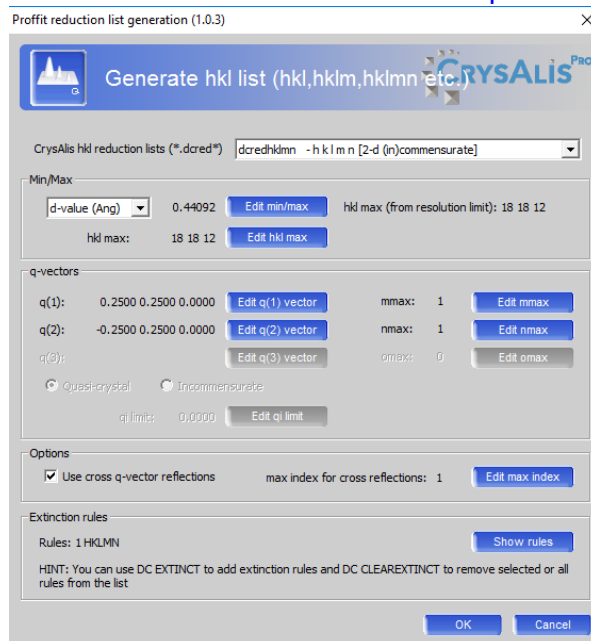 Proffit reduction list generation (1.0.3)
Generate hkl list (hkl,hklm,hklmn etc.)
CRYSALIS PRO
G
CrysAlis hkl reduction lists (*.dcred*) dcredhklmn - h k l m n [2-d (in)commensurate]
Min/Max
d-value (Ang) 0.44092 Edit min/max hkl max (from resolution limit): 18 18 12
hkl max: 18 18 12 Edit hkl max
q-vectors
q(1): 0.2500 0.2500 0.0000 Edit q(1) vector mmax: 1 Edit mmax
q(2): -0.2500 0.2500 0.0000 Edit q(2) vector nmax: 1 Edit nmax
q(3): Edit q(3) vector omax: 0 Edit omax
Quasi-crystal Incommensurate
qi limit: 0.0000 Edit qi limit
Options
Use cross q-vector reflections max index for cross reflections: 1 Edit max index
Extinction rules
Rules: 1 HKLMN Show rules
HINT: You can use DC EXTINCT to add extinction rules and DC CLEAREXTINCT to remove selected or all
rules from the list
OK Cancel